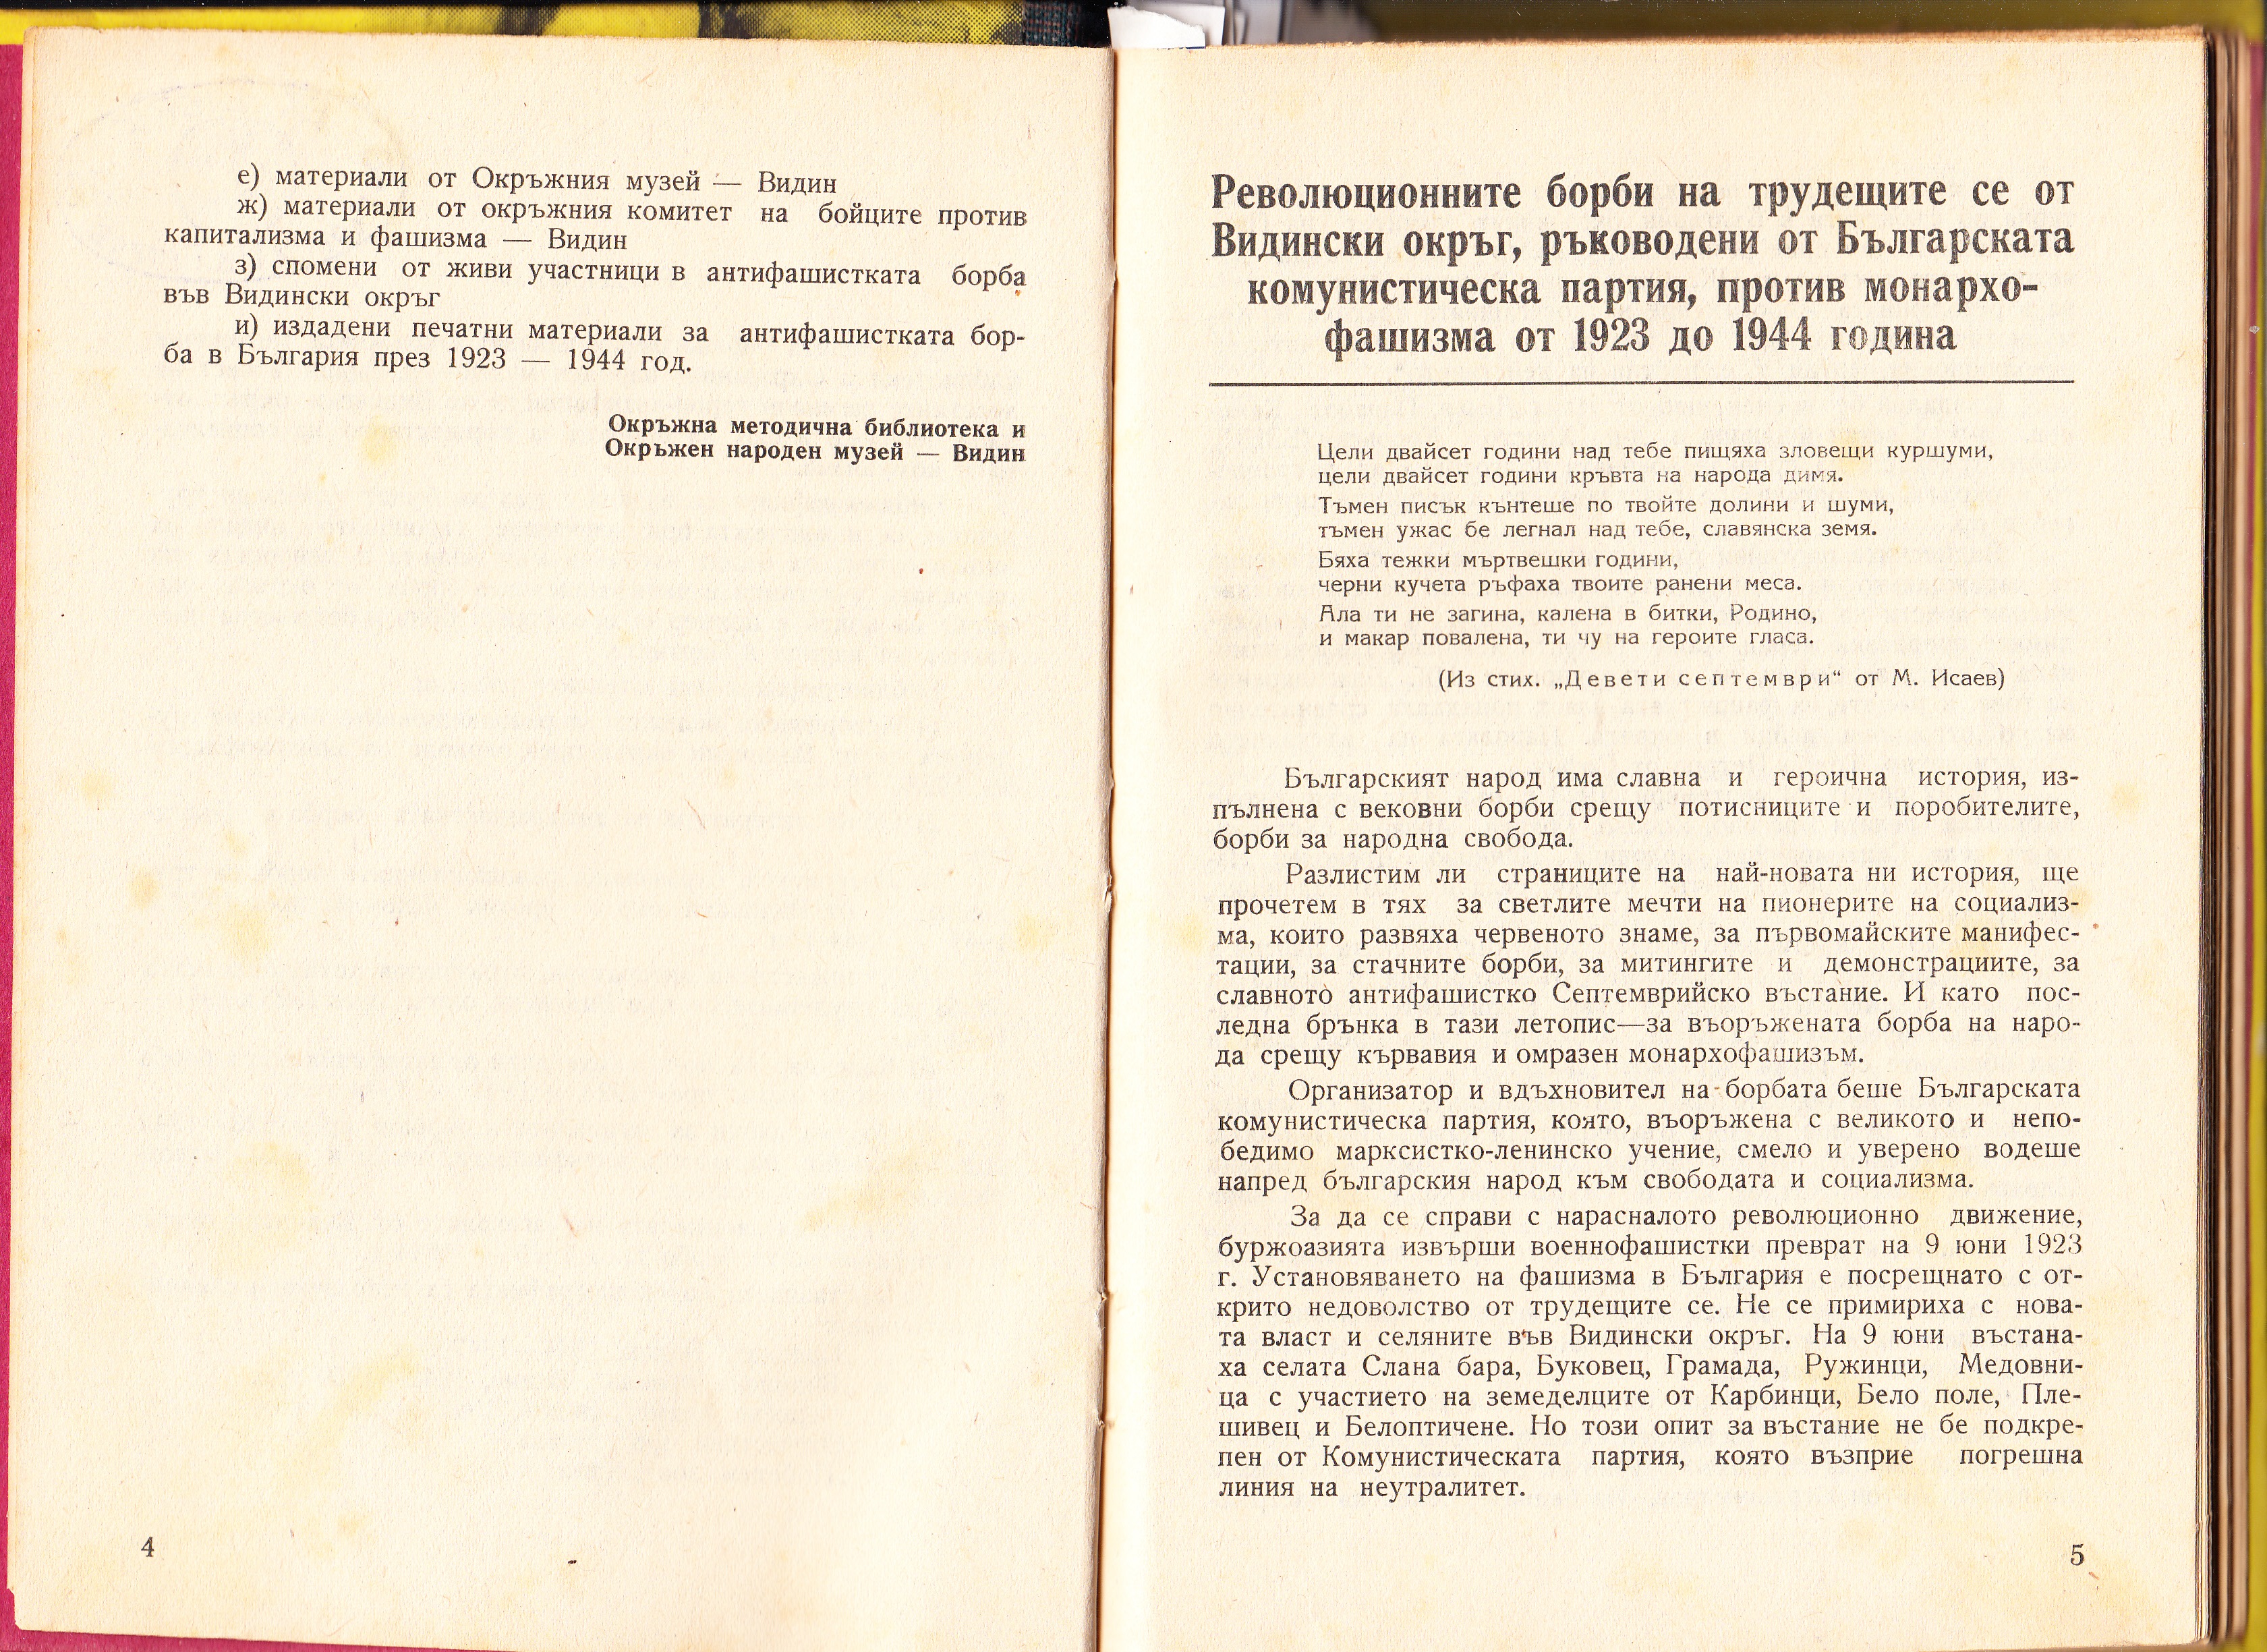 е) материали от Окръжния музей — Видин
ж) материали от окръжния комитет на бойците против
капитализма и фашизма — Видин
з) спомени от живи участници в антифашистката борба
във Видински окръг
и) издадени печатни материали за антифашистката бор-
ба в България през 1923 — 1944 год.
Окръжна методична библиотека и
Окръжен народен музей — Видин
4
Революционните борби на трудещите се от
Видински окръг, ръководени от Българската
комунистическа партия, против монархо-
фашизма от 1923 до 1944 година
Цели двайсет години над тебе пищяха зловещи куршуми,
цели двайсет години кръвта на народа димя.
Тъмен писък кънтеше по твойте долини и шуми,
тъмен ужас бе легнал над тебе, славянска земя.
Бяха тежки мъртвешки години,
черни кучета ръфаха твоите ранени меса.
Ала ти не загина, калена в битки, Родино,
и макар повалена, ти чу на героите гласа.
(Из стих. „Девети септември“ от М. Исаев)
Българският народ има славна и героична история, из-
пълнена с вековни борби срещу потисниците и поробителите,
борби за народна свобода.
Разлистим ли страниците на най-новата ни история, ще
прочетем в тях за светлите мечти на пионерите на социализ-
ма, които развяха червеното знаме, за първомайските манифес-
тации, за стачните борби, за митингите и демонстрациите, за
славното антифашистко Септемврийско въстание. И като пос-
ледна брънка в тази летопис—за въоръжената борба на наро-
да срещу кървавия и омразен монархофашизъм.
Организатор и вдъхновител на борбата беше Българската
комунистическа партия, която, въоръжена с великото и непо-
бедимо марксистко-ленинско учение, смело и уверено водеше
напред българския народ към свободата и социализма.
За да се справи с нарасналото революционно движение,
буржоазията извърши военнофашистки преврат на 9 юни 1923
г. Установяването на фашизма в България е посрещнато с от-
крито недоволство от трудещите се. Не се примириха с нова-
та власт и селяните във Видински окръг. На 9 юни въстана-
ха селата Слана бара, Буковец, Грамада, Ружинци, Медовни-
ца с участието на земеделците от Карбинци, Бело поле, Пле-
шивец и Белоптичене. Но този опит за въстание не бе подкре-
пен от Комунистическата партия, която възприе погрешна
линия на неутралитет.
5